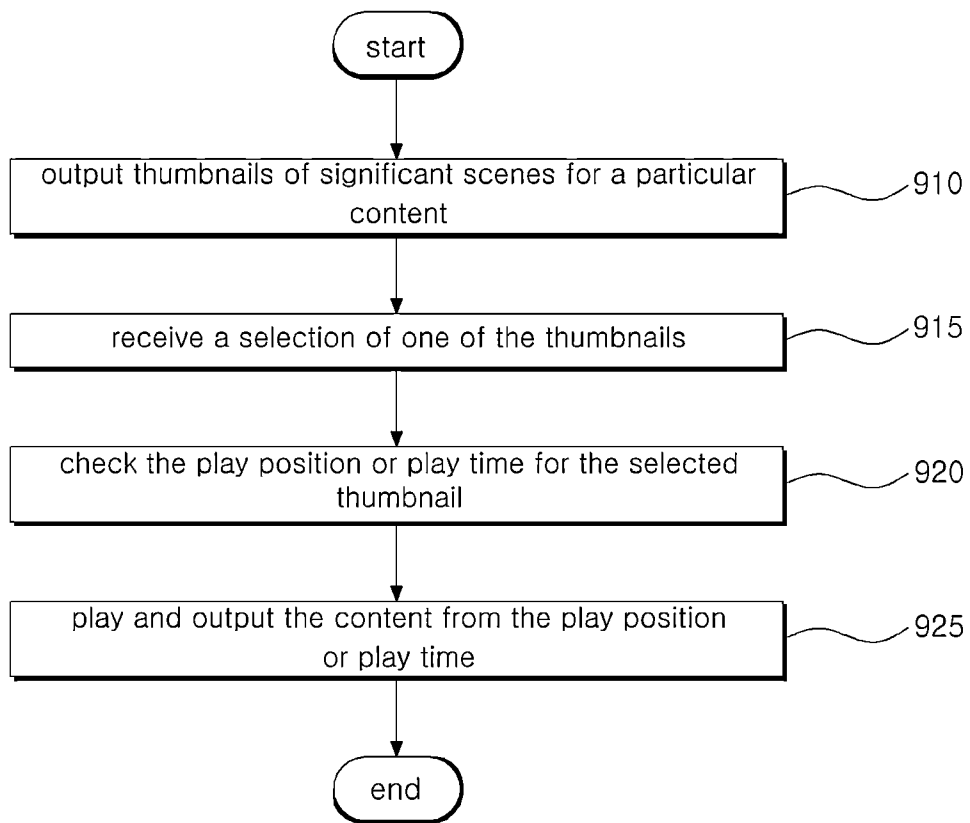 start
output thumbnails of significant scenes for a particular
content
910
receive a selection of one of the thumbnails
915
check the play position or play time for the selected
thumbnail
920
play and output the content from the play position
or play time
925
end